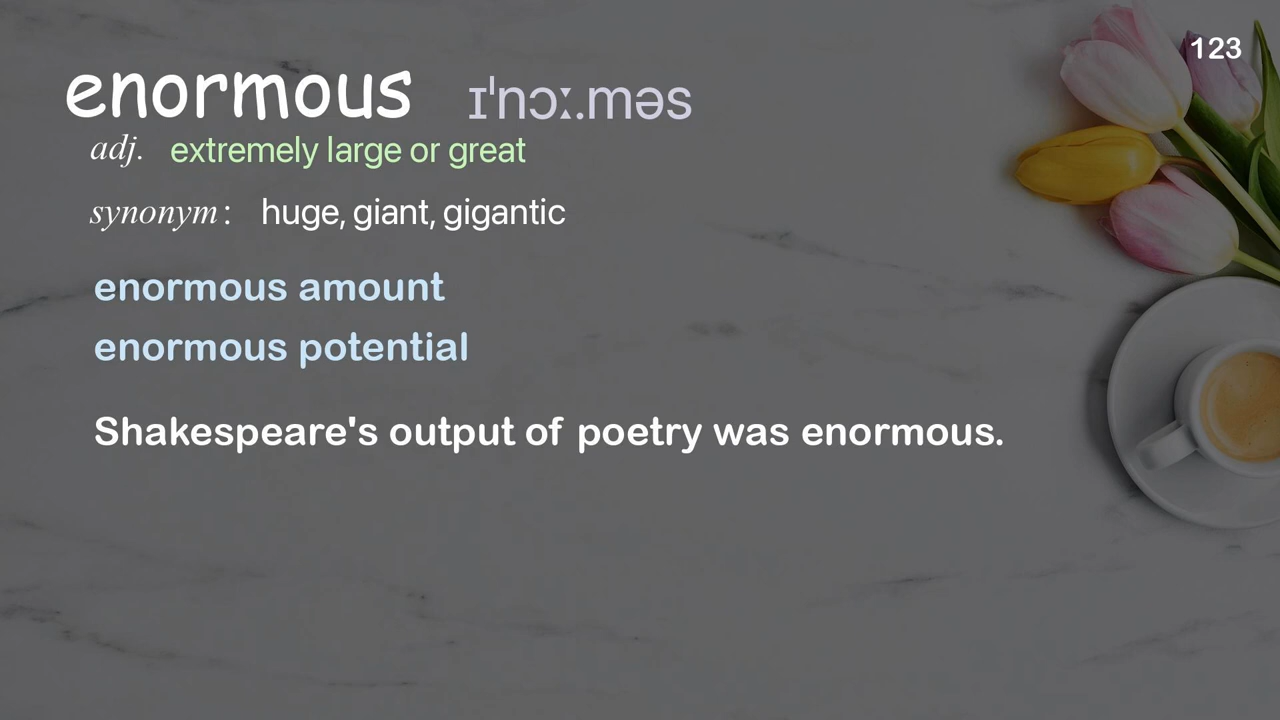 123
enormous ɪˈnɔː.məs
adj. extremely large or great
synonym: huge, giant, gigantic
enormous amount
enormous potential
Shakespeare's output of poetry was enormous.